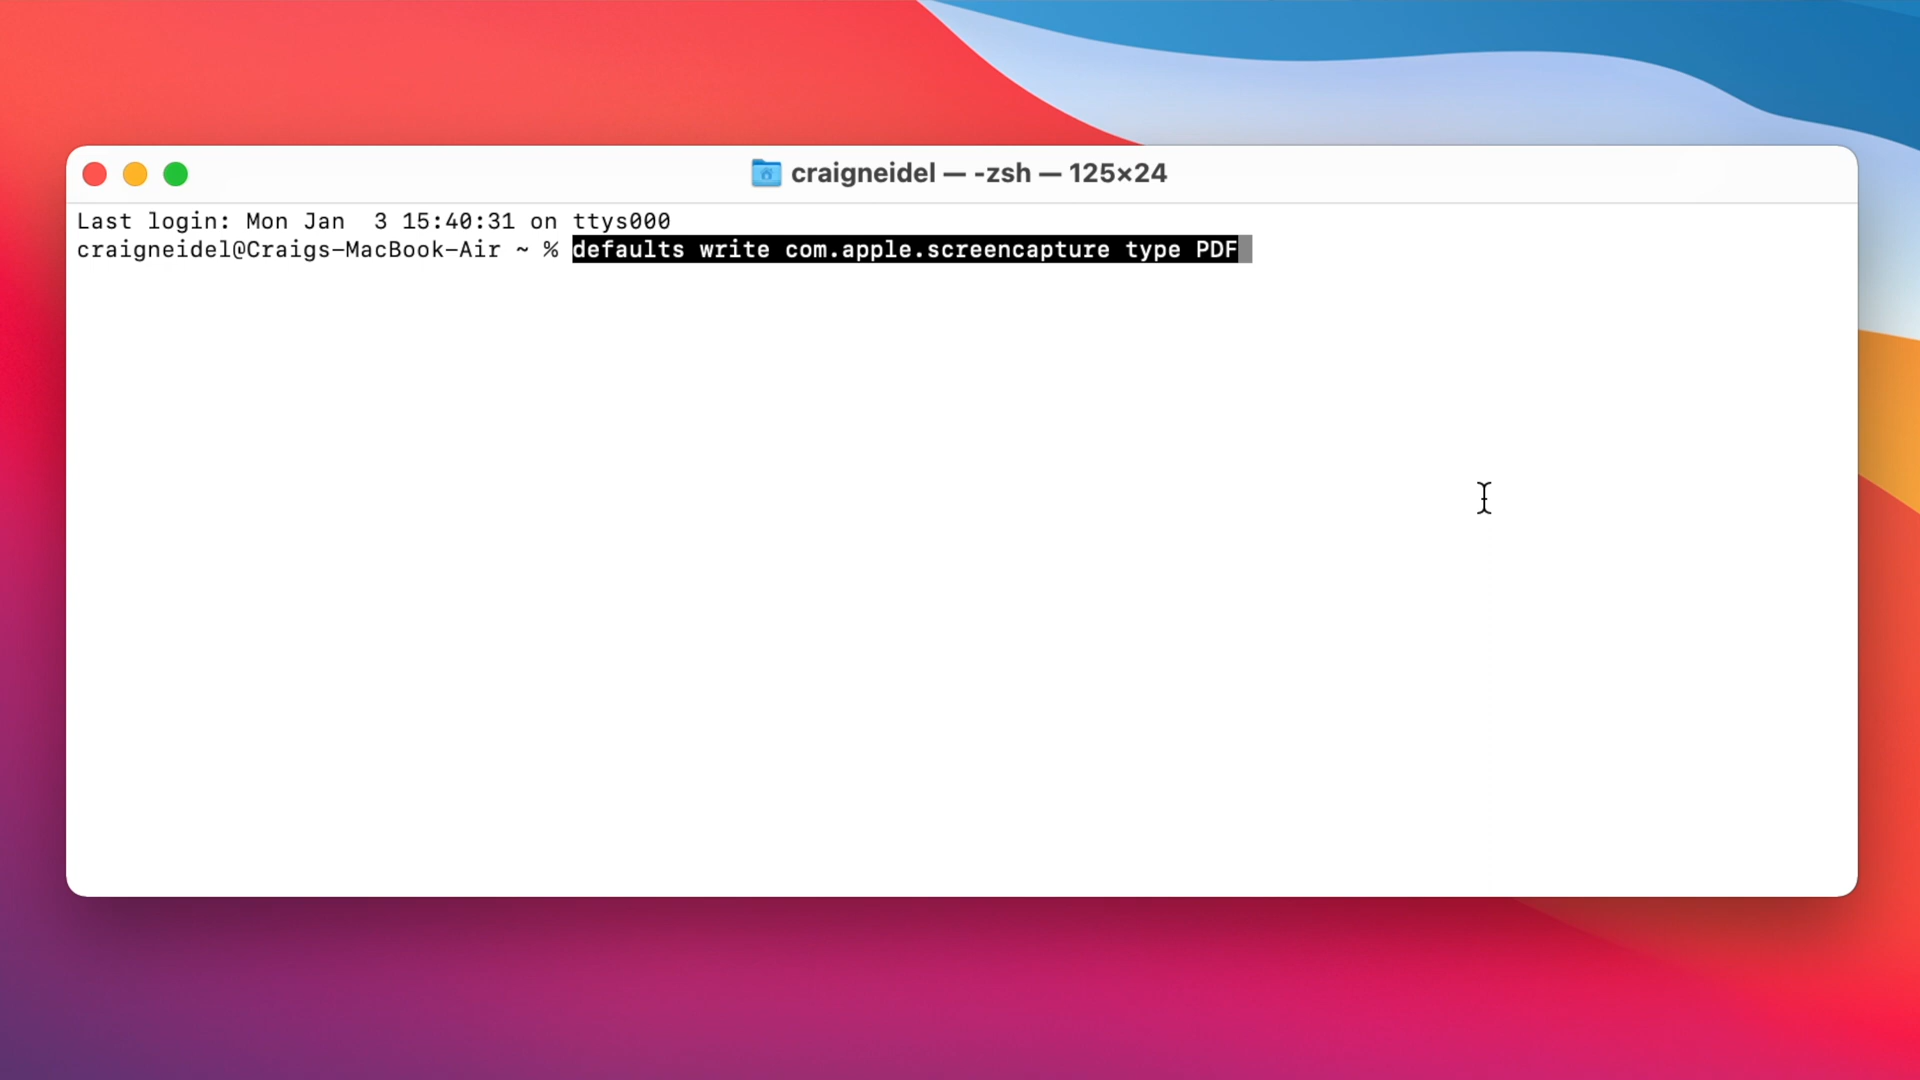 craigneidel — -zsh — 125×24
Last login: Mon Jan  3 15:40:31 on ttys000
craigneidel@Craigs-MacBook-Air ~ % defaults write com.apple.screencapture type PDF